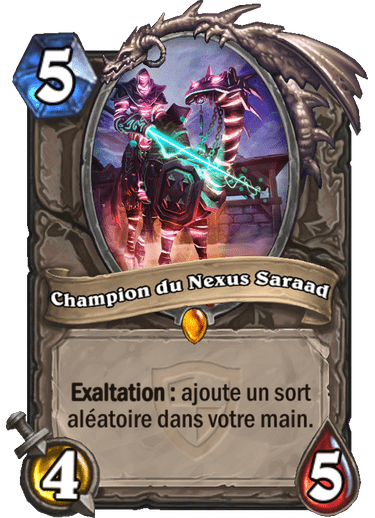 5
Champion du Nexus Saraad
Exaltation : ajoute un sort
aléatoire dans votre main.
4
5